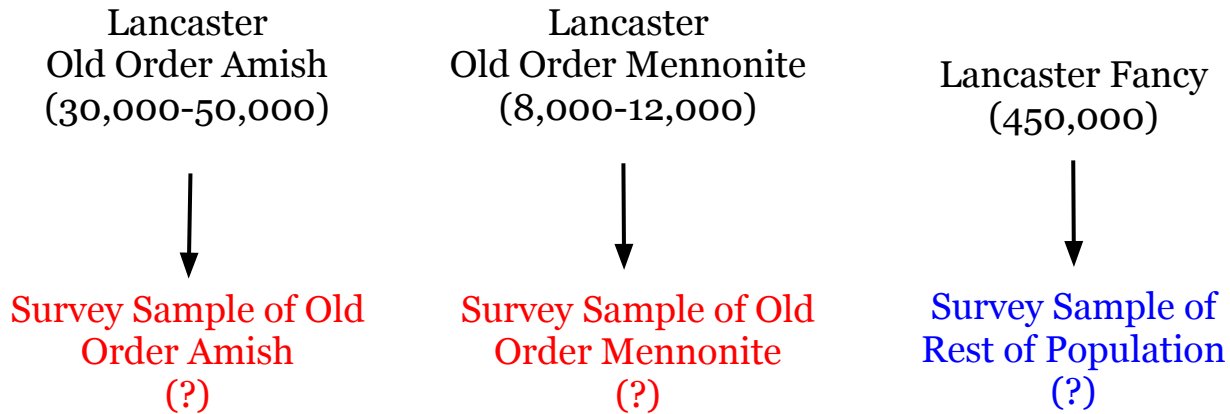 Lancaster
Old Order Amish
(30,000-50,000)
Lancaster
Old Order Mennonite
(8,000-12,000)
Lancaster Fancy
(450,000)
Survey Sample of Old
Order Amish
(?)
Survey Sample of Old
Order Mennonite
(?)
Survey Sample of
Rest of Population
(?)